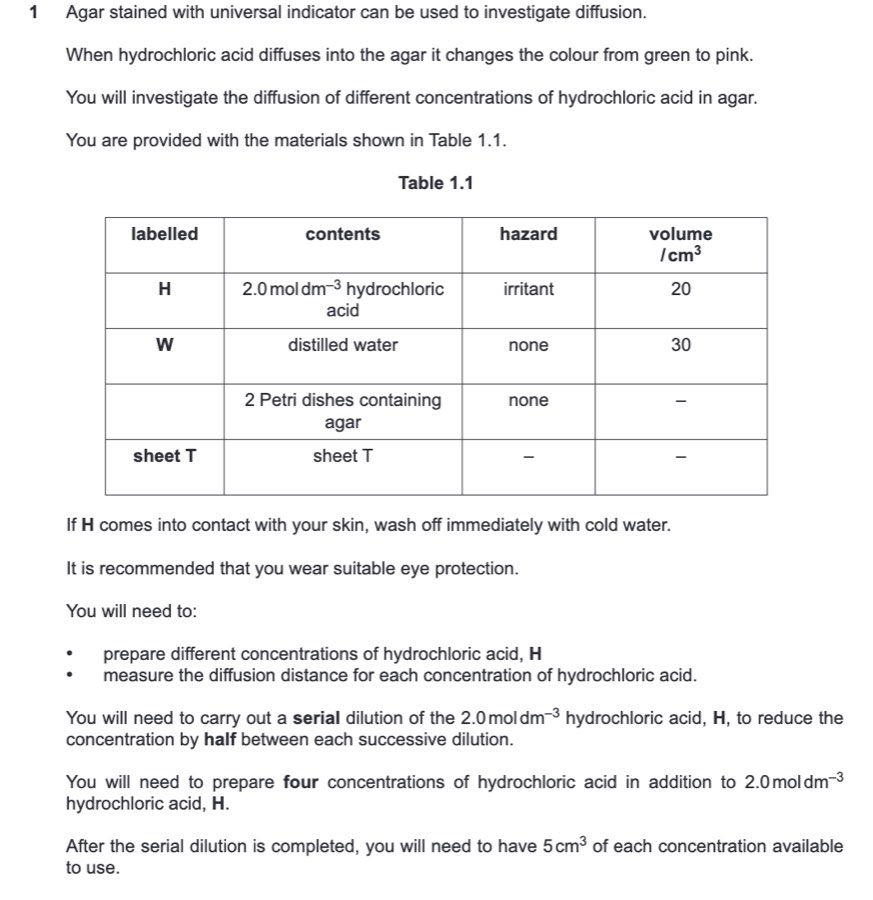 1 Agar stained with universal indicator can be used to investigate diffusion.
When hydrochloric acid diffuses into the agar it changes the colour from green to pink.
You will investigate the diffusion of different concentrations of hydrochloric acid in agar.
You are provided with the materials shown in Table 1.1.
Table 1.1
labelled contents hazard volume
/cm³
H 2.0 mol dm⁻³ hydrochloric irritant 20
acid
W distilled water none 30
2 Petri dishes containing none –
agar
sheet T sheet T – –
If H comes into contact with your skin, wash off immediately with cold water.
It is recommended that you wear suitable eye protection.
You will need to:
• prepare different concentrations of hydrochloric acid, H
• measure the diffusion distance for each concentration of hydrochloric acid.
You will need to carry out a serial dilution of the 2.0 mol dm⁻³ hydrochloric acid, H, to reduce the
concentration by half between each successive dilution.
You will need to prepare four concentrations of hydrochloric acid in addition to 2.0 mol dm⁻³
hydrochloric acid, H.
After the serial dilution is completed, you will need to have 5 cm³ of each concentration available
to use.